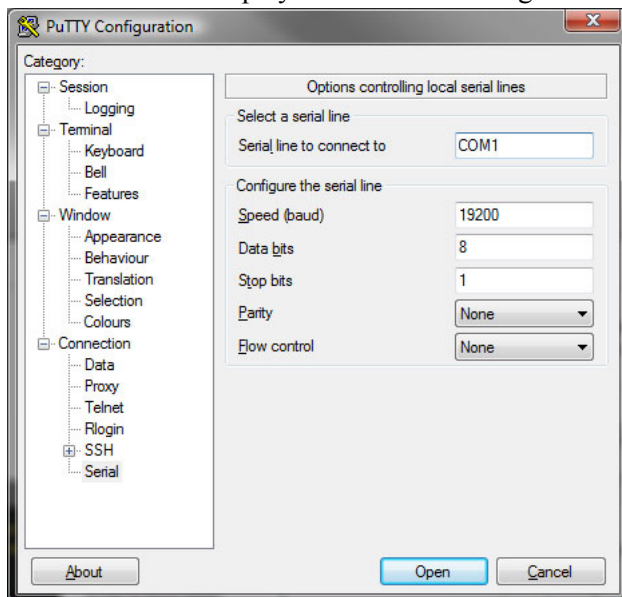 PuTTY Configuration
Category:
Session
Logging
Terminal
Keyboard
Bell
Features
Window
Appearance
Behaviour
Translation
Selection
Colours
Connection
Data
Proxy
Telnet
Rlogin
SSH
Serial
Options controlling local serial lines
Select a serial line
Serial line to connect to COM1
Configure the serial line
Speed (baud) 19200
Data bits 8
Stop bits 1
Parity None
Flow control None
About Open Cancel